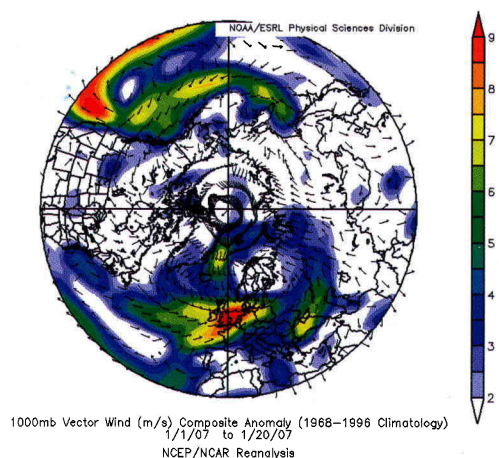 NOAA/ESRL Physical Sciences Division
9
8
7
6
5
4
3
2
1000mb Vector Wind (m/s) Composite Anomaly (1968-1996 Climatology)
1/1/07 to 1/20/07
NCEP/NCAR Reanalysis